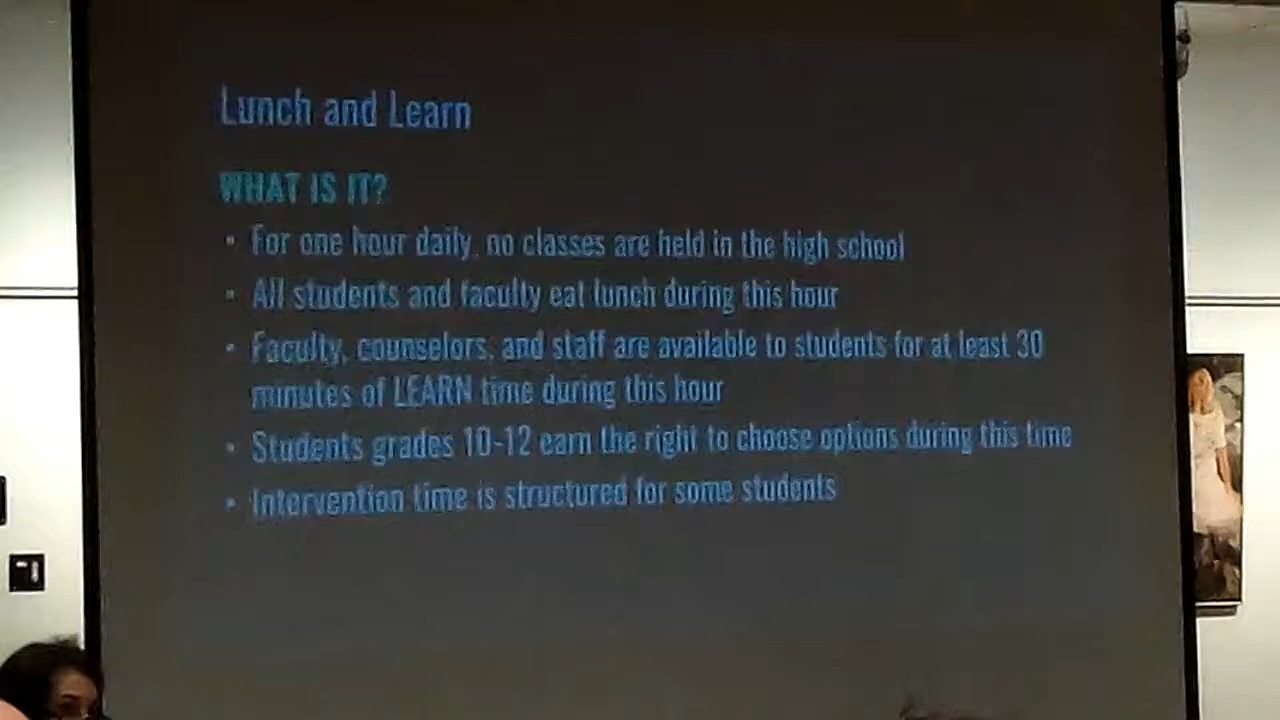 Lunch and Learn
WHAT IS IT?
• For one hour daily, no classes are held in the high school
• All students and faculty eat lunch during this hour
• Faculty, counselors, and staff are available to students for at least 30
minutes of LEARN time during this hour
• Students grades 10-12 earn the right to choose options during this time
• Intervention time is structured for some students